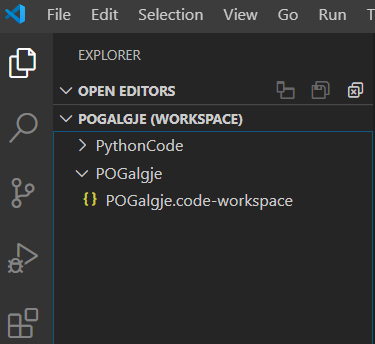 File Edit Selection View Go Run
EXPLORER
OPEN EDITORS
POGALGJE (WORKSPACE)
PythonCode
POGalgje
{} POGalgje.code-workspace